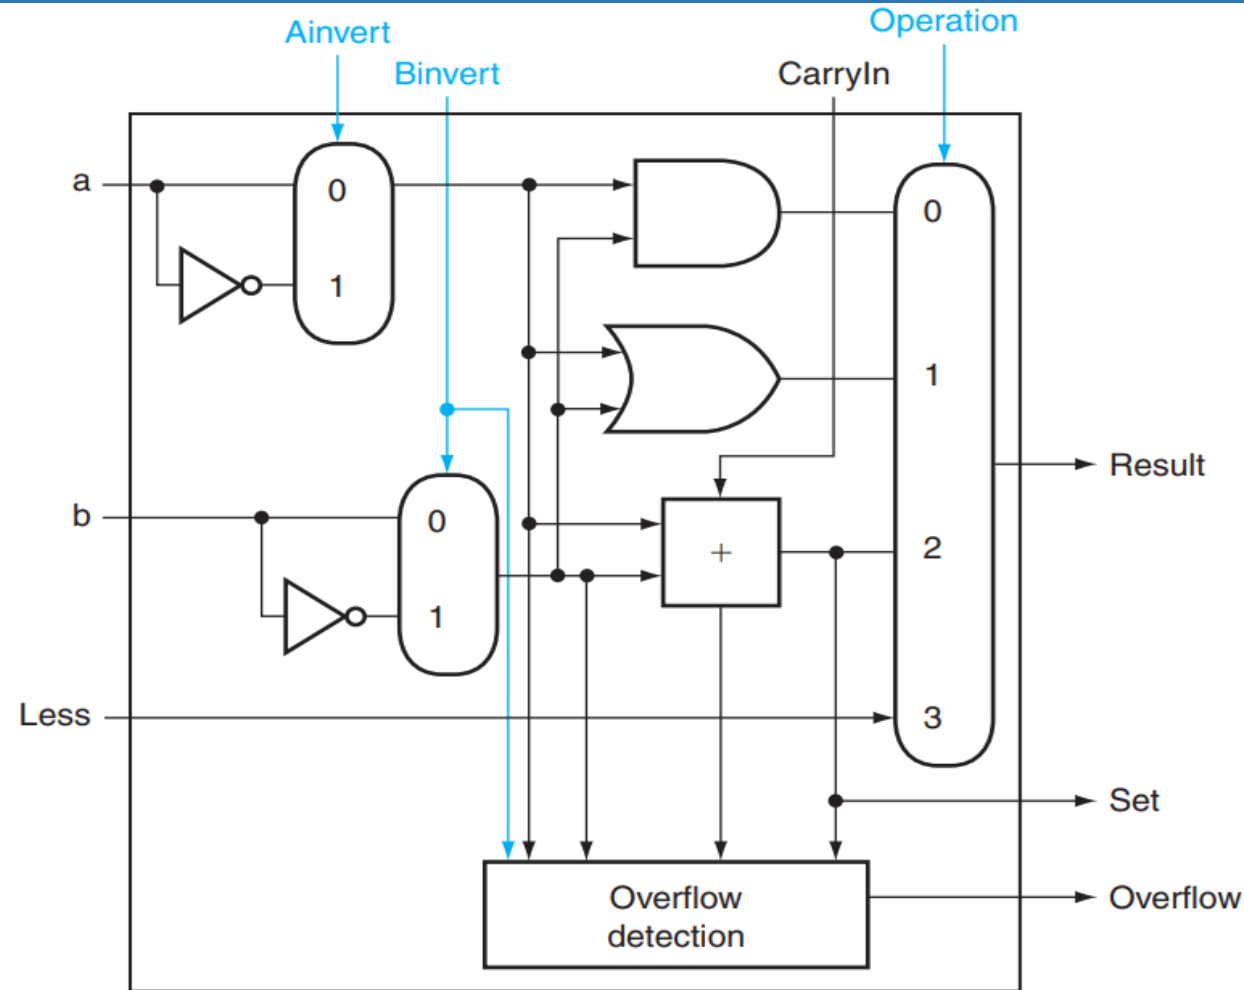 Operation
Ainvert
Binvert
CarryIn
a
0
1
0
1
b
0
1
+
2
Result
Less
3
Set
Overflow
detection
Overflow